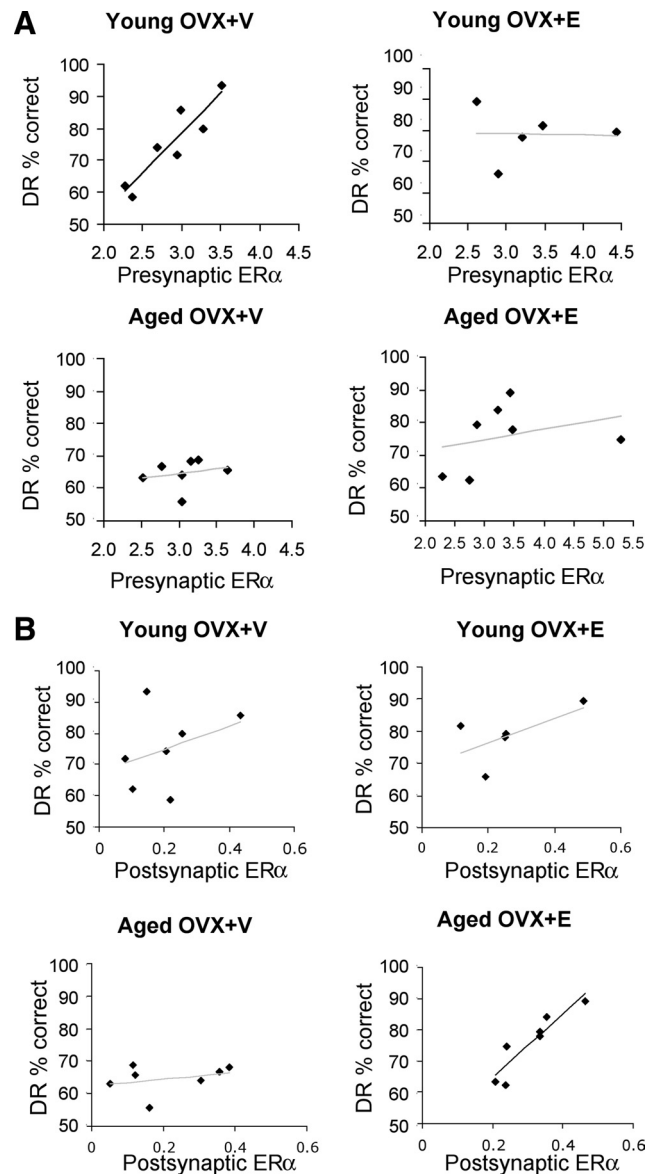 A
Young OVX+V
Young OVX+E
DR % correct
100
90
80
70
60
50
2.0 2.5 3.0 3.5 4.0 4.5
Presynaptic ERα
DR % correct
100
90
80
70
60
50
2.0 2.5 3.0 3.5 4.0 4.5
Presynaptic ERα
Aged OVX+V
Aged OVX+E
DR % correct
100
90
80
70
60
50
2.0 2.5 3.0 3.5 4.0 4.5
Presynaptic ERα
DR % correct
100
90
80
70
60
50
2.0 2.5 3.0 3.5 4.0 4.5 5.0 5.5
Presynaptic ERα
B
Young OVX+V
Young OVX+E
DR % correct
100
90
80
70
60
50
0 0.2 0.4 0.6
Postsynaptic ERα
DR % correct
100
90
80
70
60
50
0 0.2 0.4 0.6
Postsynaptic ERα
Aged OVX+V
Aged OVX+E
DR % correct
100
90
80
70
60
50
0 0.2 0.4 0.6
Postsynaptic ERα
DR % correct
100
90
80
70
60
50
0 0.2 0.4 0.6
Postsynaptic ERα